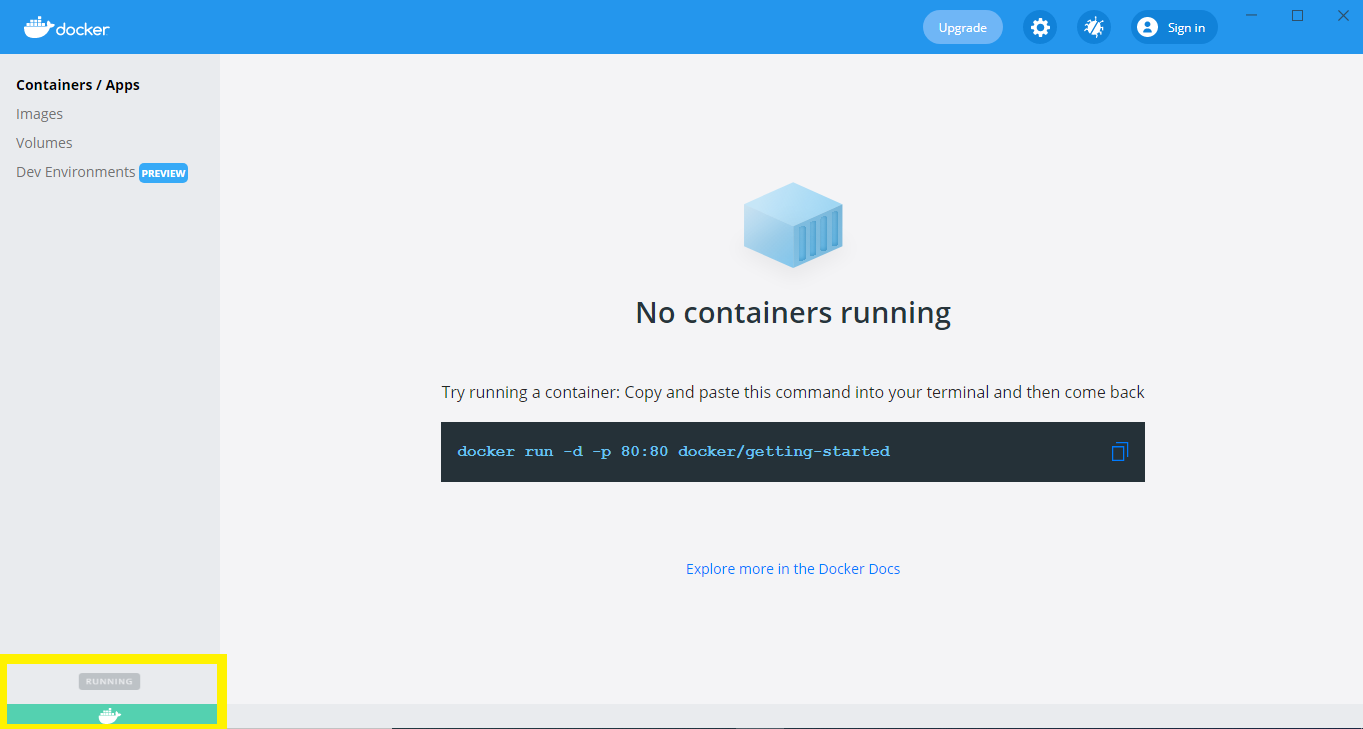 docker
Upgrade
Sign in
Containers / Apps
Images
Volumes
Dev Environments PREVIEW
No containers running
Try running a container: Copy and paste this command into your terminal and then come back
docker run -d -p 80:80 docker/getting-started
Explore more in the Docker Docs
RUNNING